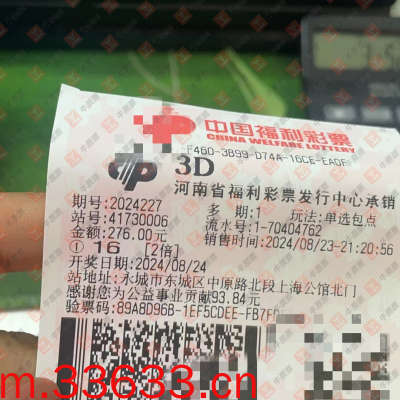 中国福利彩票
CHINA WELFARE LOTTERY
F460-3B99-D74A-16CE-EADF
3D
河南省福利彩票发行中心承销
期号:2024227 多 期:1 玩法:单选包点
站号:41730006 流水号:1-70404762
金额:276.00元 销售时间:2024/08/23-21:20:56
① 16 [2倍]
开奖日期:2024/08/24
站地址:永城市东城区中原路北段上海公馆北门
感谢您为公益事业贡献93.84元
验票码:89A8D96B-1EF5CDEE-FB7F
m.33633.cn